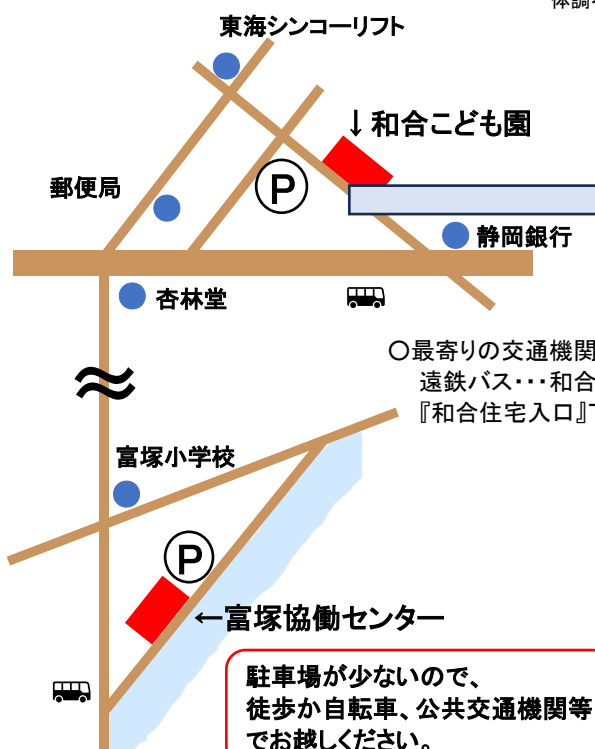 東海シンコーリフト
↓和合こども園
郵便局
P
静岡銀行
杏林堂
〇最寄りの交通機関
遠鉄バス・・・和合
『和合住宅入口』
富塚小学校
P
←富塚協働センター
駐車場が少ないので、
徒歩か自転車、公共交通機関等
でお越しください。